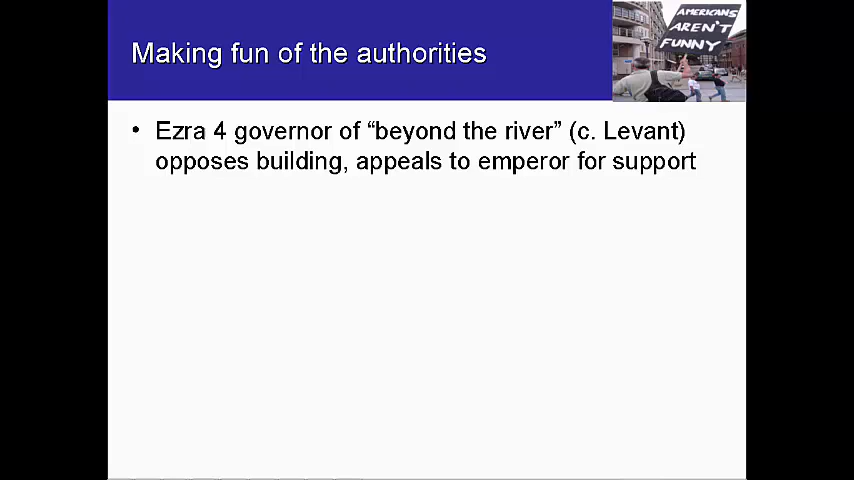 Making fun of the authorities
AMERICANS
AREN'T
FUNNY
• Ezra 4 governor of “beyond the river” (c. Levant)
opposes building, appeals to emperor for support